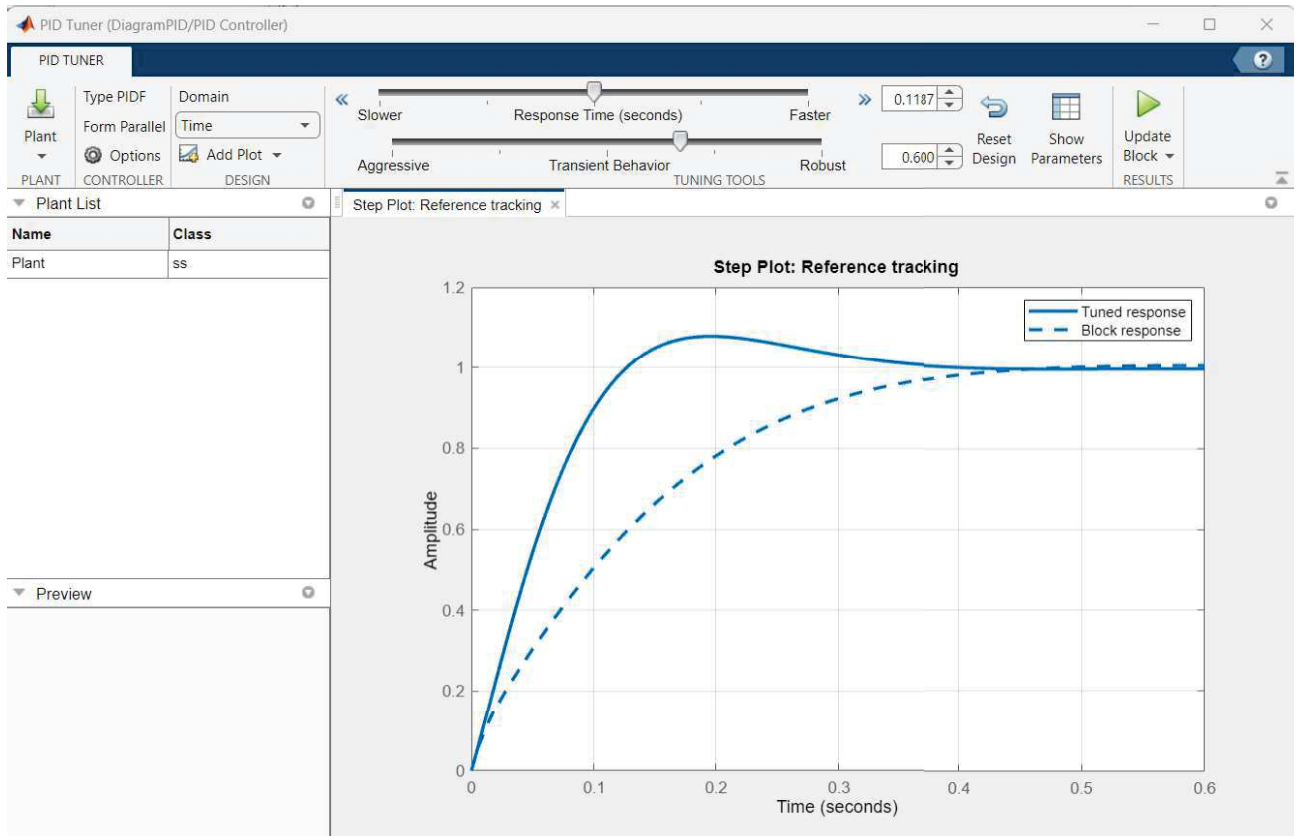 PID Tuner (DiagramPID/PID Controller)
PID TUNER
?
Plant
PLANT
Type PIDF
Form Parallel
Options
CONTROLLER
Domain
Time
Add Plot
DESIGN
Slower
Response Time (seconds)
Faster
0.1187
Aggressive
Transient Behavior
Robust
0.600
TUNING TOOLS
Reset
Design
Show
Parameters
Update
Block
RESULTS
Plant List
Name Class
Plant ss
Preview
Step Plot: Reference tracking
Step Plot: Reference tracking
Tuned response
Block response
Amplitude
1.2
1
0.8
0.6
0.4
0.2
0
0 0.1 0.2 0.3 0.4 0.5 0.6
Time (seconds)